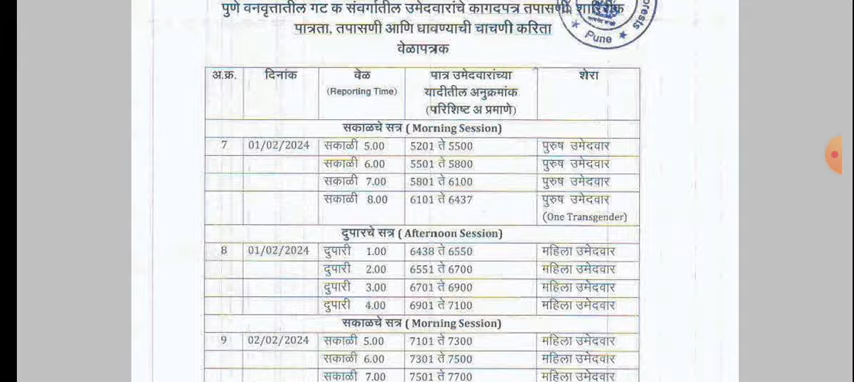 पुणे वनवृत्तातील गट क संवर्गातील उमेदवारांचे कागदपत्र तपासणी, शारिरीक
पात्रता, तपासणी आणि धावण्याची चाचणी करिता
वेळापत्रक
Pune
अ.क्र. दिनांक वेळ (Reporting Time) पात्र उमेदवारांच्या यादीतील अनुक्रमांक (परिशिष्ट अ प्रमाणे) शेरा
सकाळचे सत्र ( Morning Session)
7 01/02/2024 सकाळी 5.00 5201 ते 5500 पुरुष उमेदवार
सकाळी 6.00 5501 ते 5800 पुरुष उमेदवार
सकाळी 7.00 5801 ते 6100 पुरुष उमेदवार
सकाळी 8.00 6101 ते 6437 पुरुष उमेदवार
(One Transgender)
दुपारचे सत्र ( Afternoon Session)
8 01/02/2024 दुपारी 1.00 6438 ते 6550 महिला उमेदवार
दुपारी 2.00 6551 ते 6700 महिला उमेदवार
दुपारी 3.00 6701 ते 6900 महिला उमेदवार
दुपारी 4.00 6901 ते 7100 महिला उमेदवार
सकाळचे सत्र ( Morning Session)
9 02/02/2024 सकाळी 5.00 7101 ते 7300 महिला उमेदवार
सकाळी 6.00 7301 ते 7500 महिला उमेदवार
सकाळी 7.00 7501 ते 7700 महिला उमेदवार